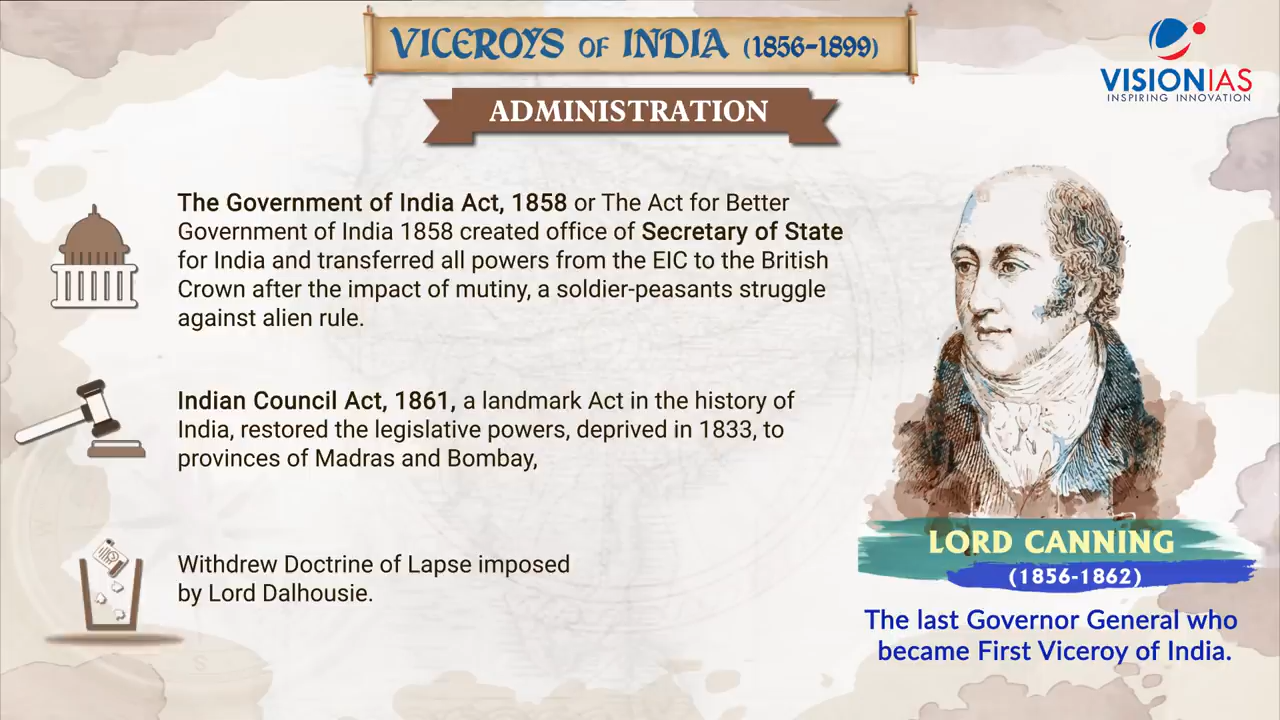 VICEROYS OF INDIA (1856-1899)
VISIONIAS
INSPIRING INNOVATION
ADMINISTRATION
The Government of India Act, 1858 or The Act for Better
Government of India 1858 created office of Secretary of State
for India and transferred all powers from the EIC to the British
Crown after the impact of mutiny, a soldier-peasants struggle
against alien rule.
Indian Council Act, 1861, a landmark Act in the history of
India, restored the legislative powers, deprived in 1833, to
provinces of Madras and Bombay,
Withdrew Doctrine of Lapse imposed
by Lord Dalhousie.
LORD CANNING
(1856-1862)
The last Governor General who
became First Viceroy of India.